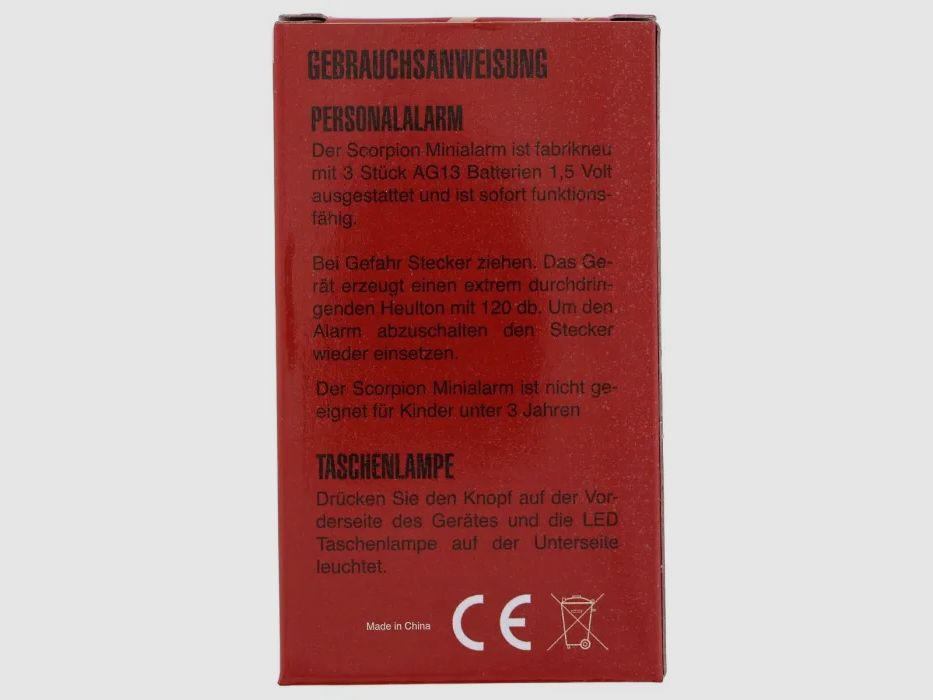 GEBRAUCHSANWEISUNG
PERSONALALARM
Der Scorpion Minialarm ist fabrikneu
mit 3 Stück AG13 Batterien 1,5 Volt
ausgestattet und ist sofort funktions-
fähig.
Bei Gefahr Stecker ziehen. Das Ge-
rät erzeugt einen extrem durchdrin-
genden Heulton mit 120 db. Um den
Alarm abzuschalten den Stecker
wieder einsetzen.
Der Scorpion Minialarm ist nicht ge-
eignet für Kinder unter 3 Jahren
TASCHENLAMPE
Drücken Sie den Knopf auf der Vor-
derseite des Gerätes und die LED
Taschenlampe auf der Unterseite
leuchtet.
Made in China CE